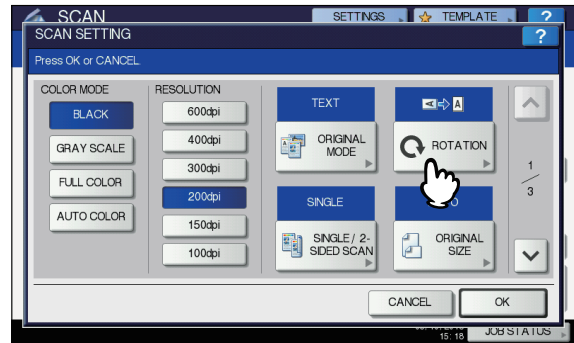 SCAN
SETTINGS
TEMPLATE
?
SCAN SETTING
?
Press OK or CANCEL
COLOR MODE
BLACK
GRAY SCALE
FULL COLOR
AUTO COLOR
RESOLUTION
600dpi
400dpi
300dpi
200dpi
150dpi
100dpi
TEXT
ORIGINAL
MODE
A A
ROTATION
SINGLE
SINGLE / 2-
SIDED SCAN
ORIGINAL
SIZE
1
3
CANCEL
OK
15: 18
JOB STATUS